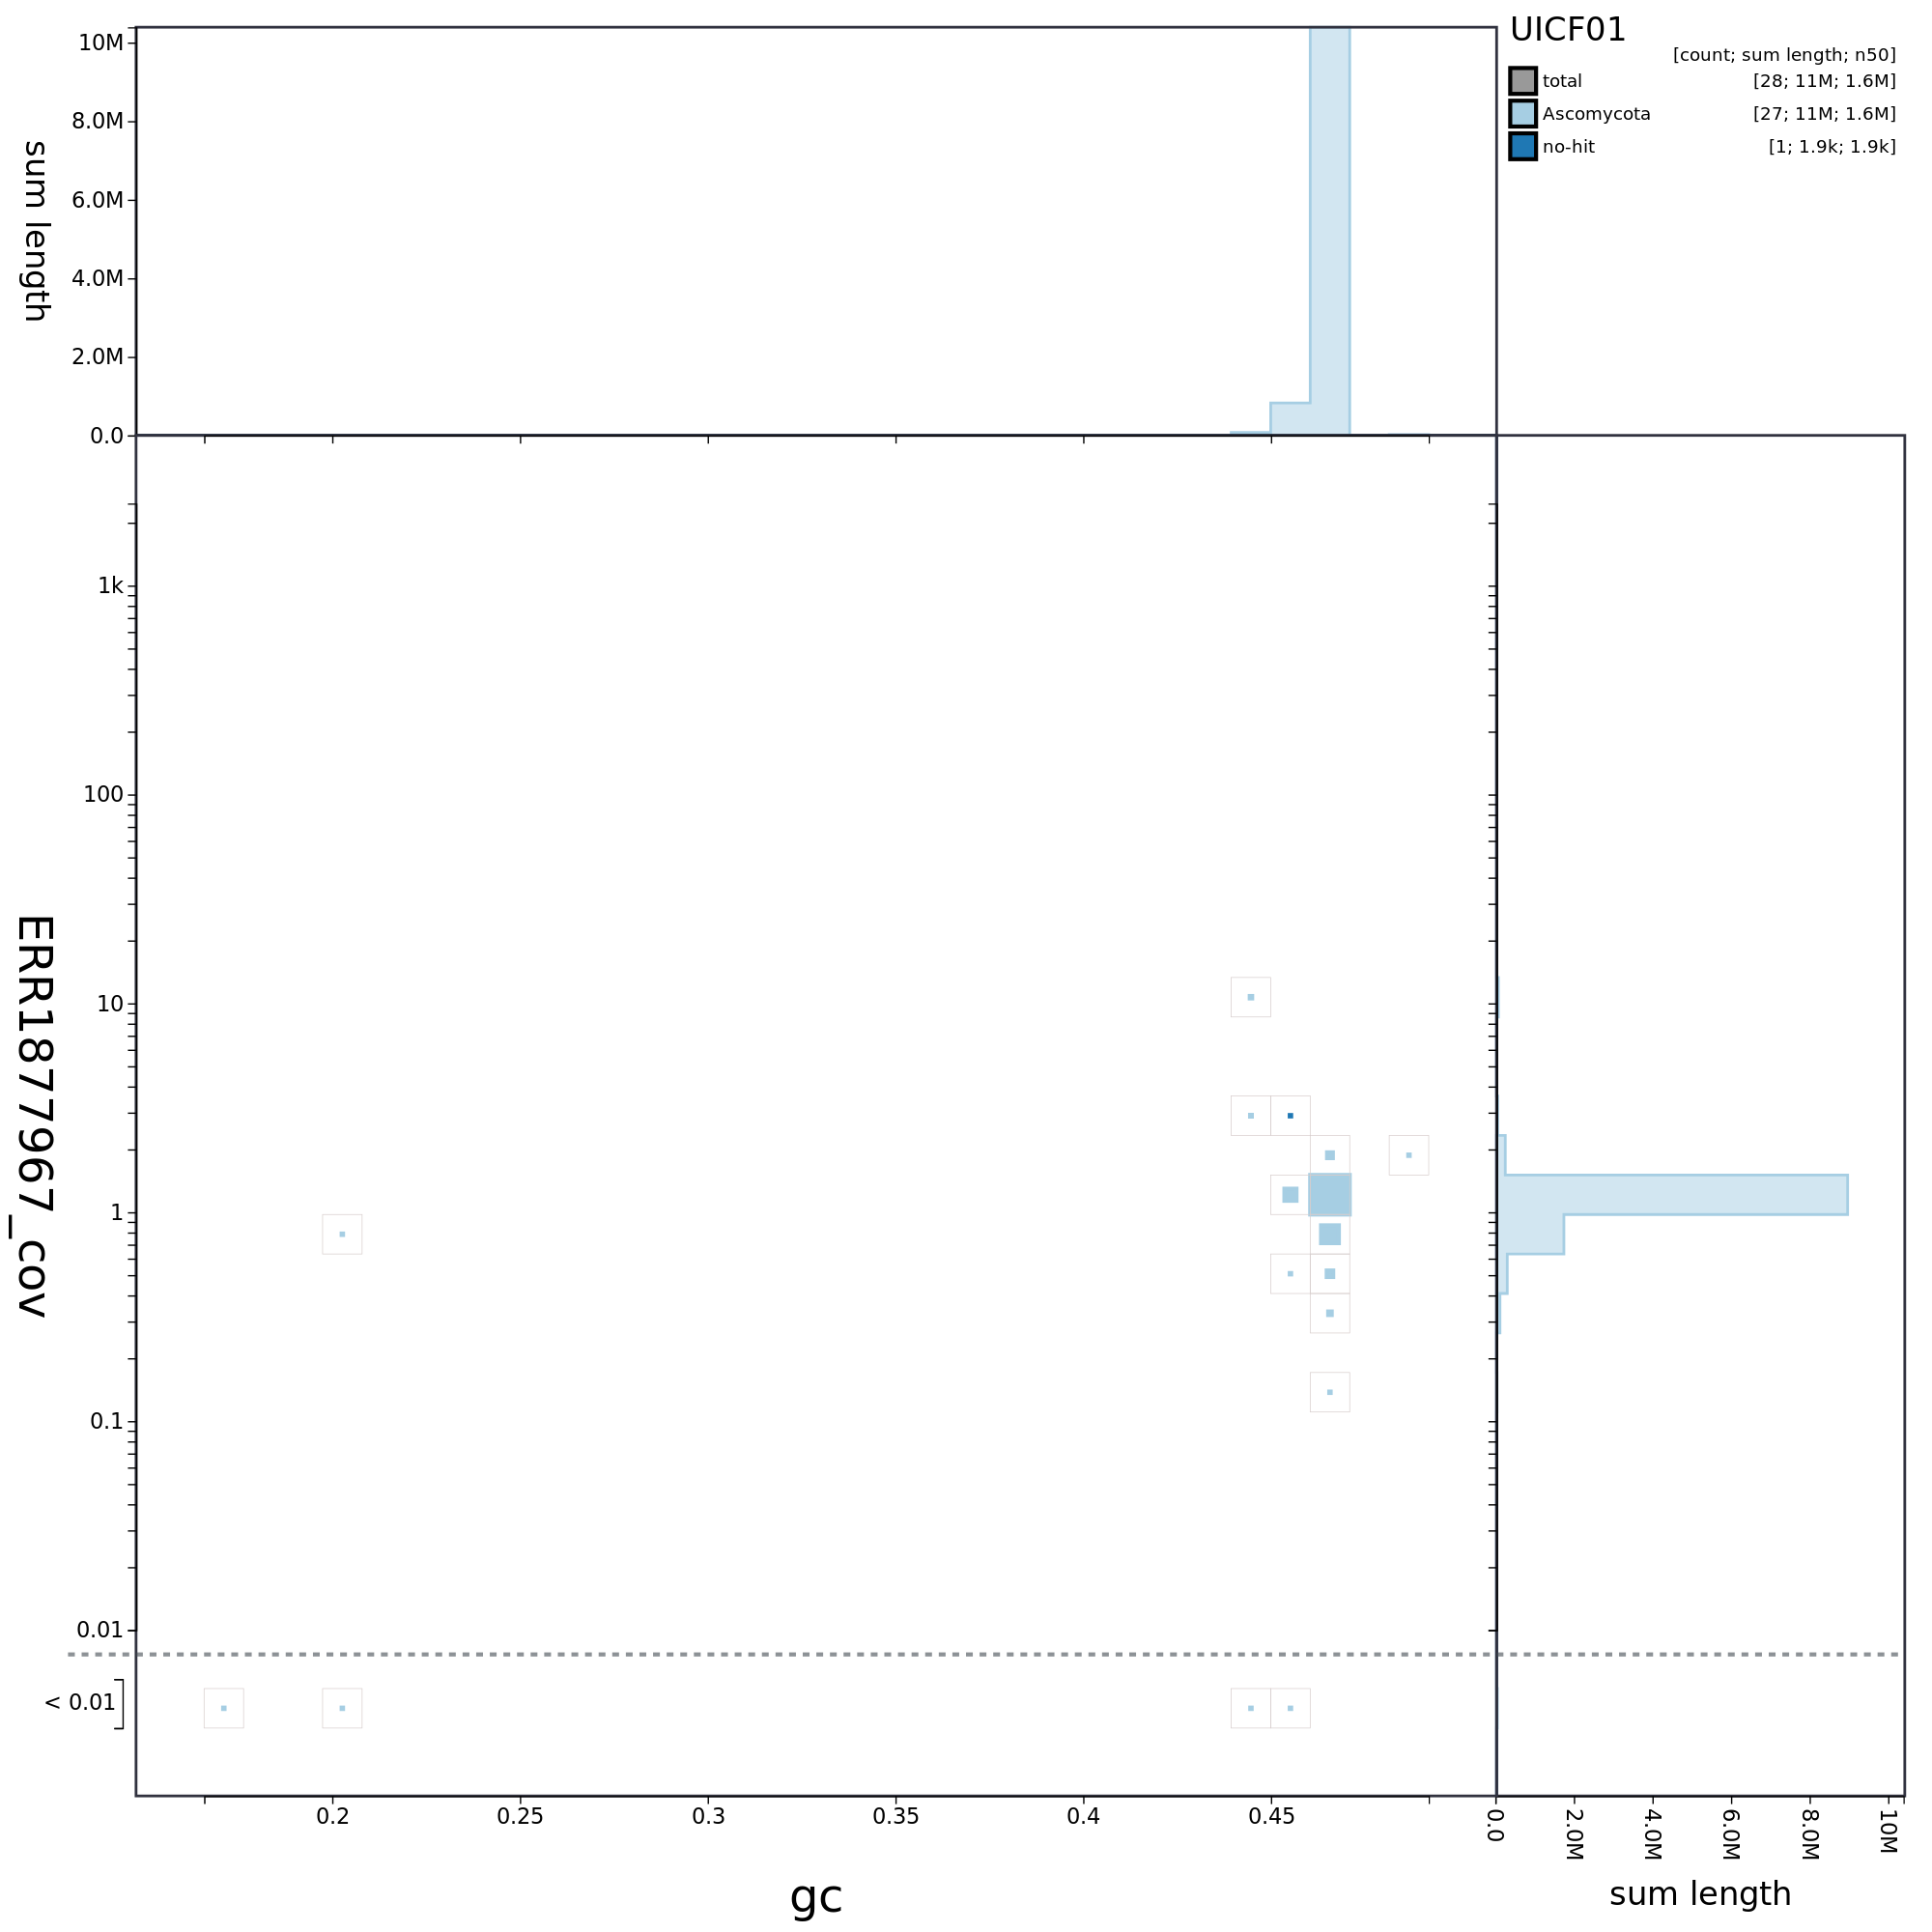 UICF01
[count; sum length; n50]
total [28; 11M; 1.6M]
Ascomycota [27; 11M; 1.6M]
no-hit [1; 1.9k; 1.9k]
sum length
10M
8.0M
6.0M
4.0M
2.0M
0.0
ERR1877967_cov
1k
100
10
1
0.1
0.01
< 0.01
0.2 0.25 0.3 0.35 0.4 0.45
gc
0.0 2.0M 4.0M 6.0M 8.0M 10M
sum length